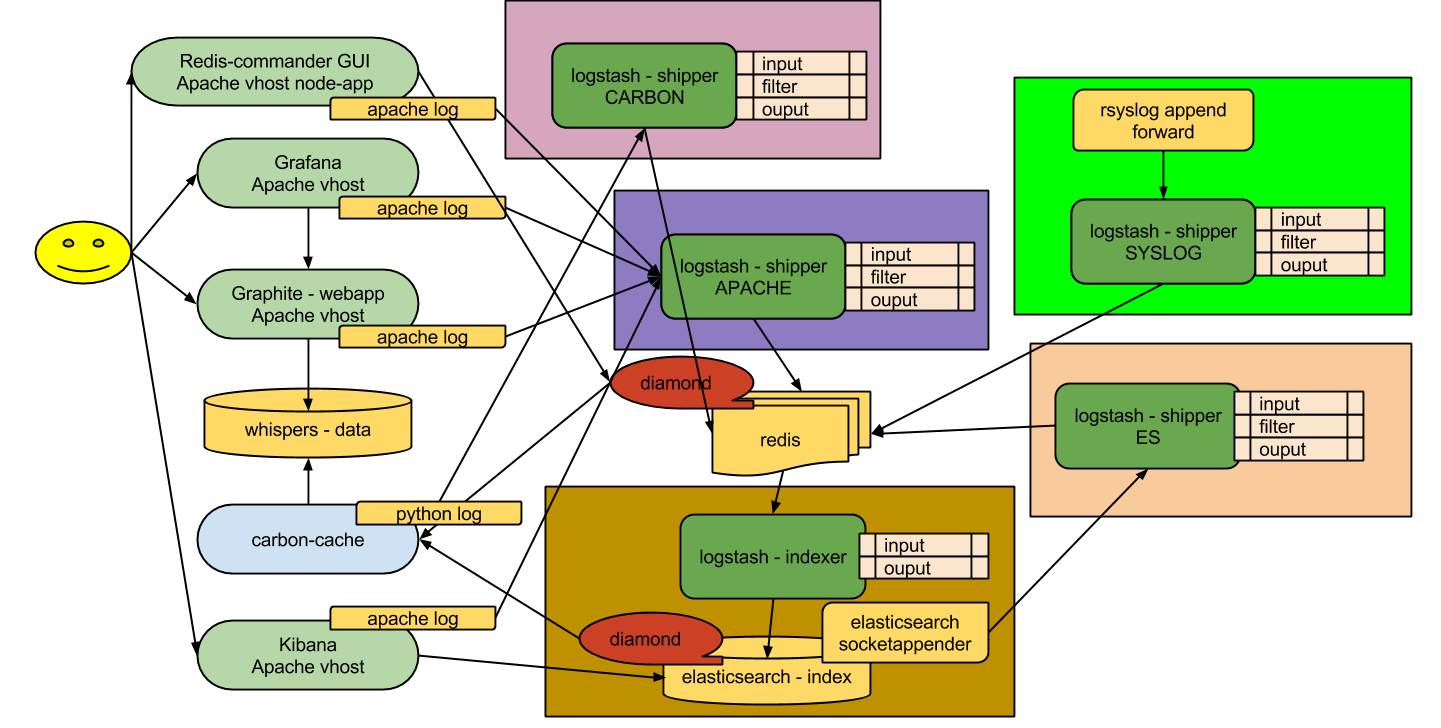 Redis-commander GUI
Apache vhost node-app
apache log
Grafana
Apache vhost
apache log
Graphite - webapp
Apache vhost
apache log
whispers - data
python log
carbon-cache
apache log
Kibana
Apache vhost
logstash - shipper
CARBON
input
filter
ouput
logstash - shipper
APACHE
input
filter
ouput
diamond
redis
logstash - indexer
input
ouput
diamond
elasticsearch
socketappender
elasticsearch - index
rsyslog append
forward
logstash - shipper
SYSLOG
input
filter
ouput
logstash - shipper
ES
input
filter
ouput